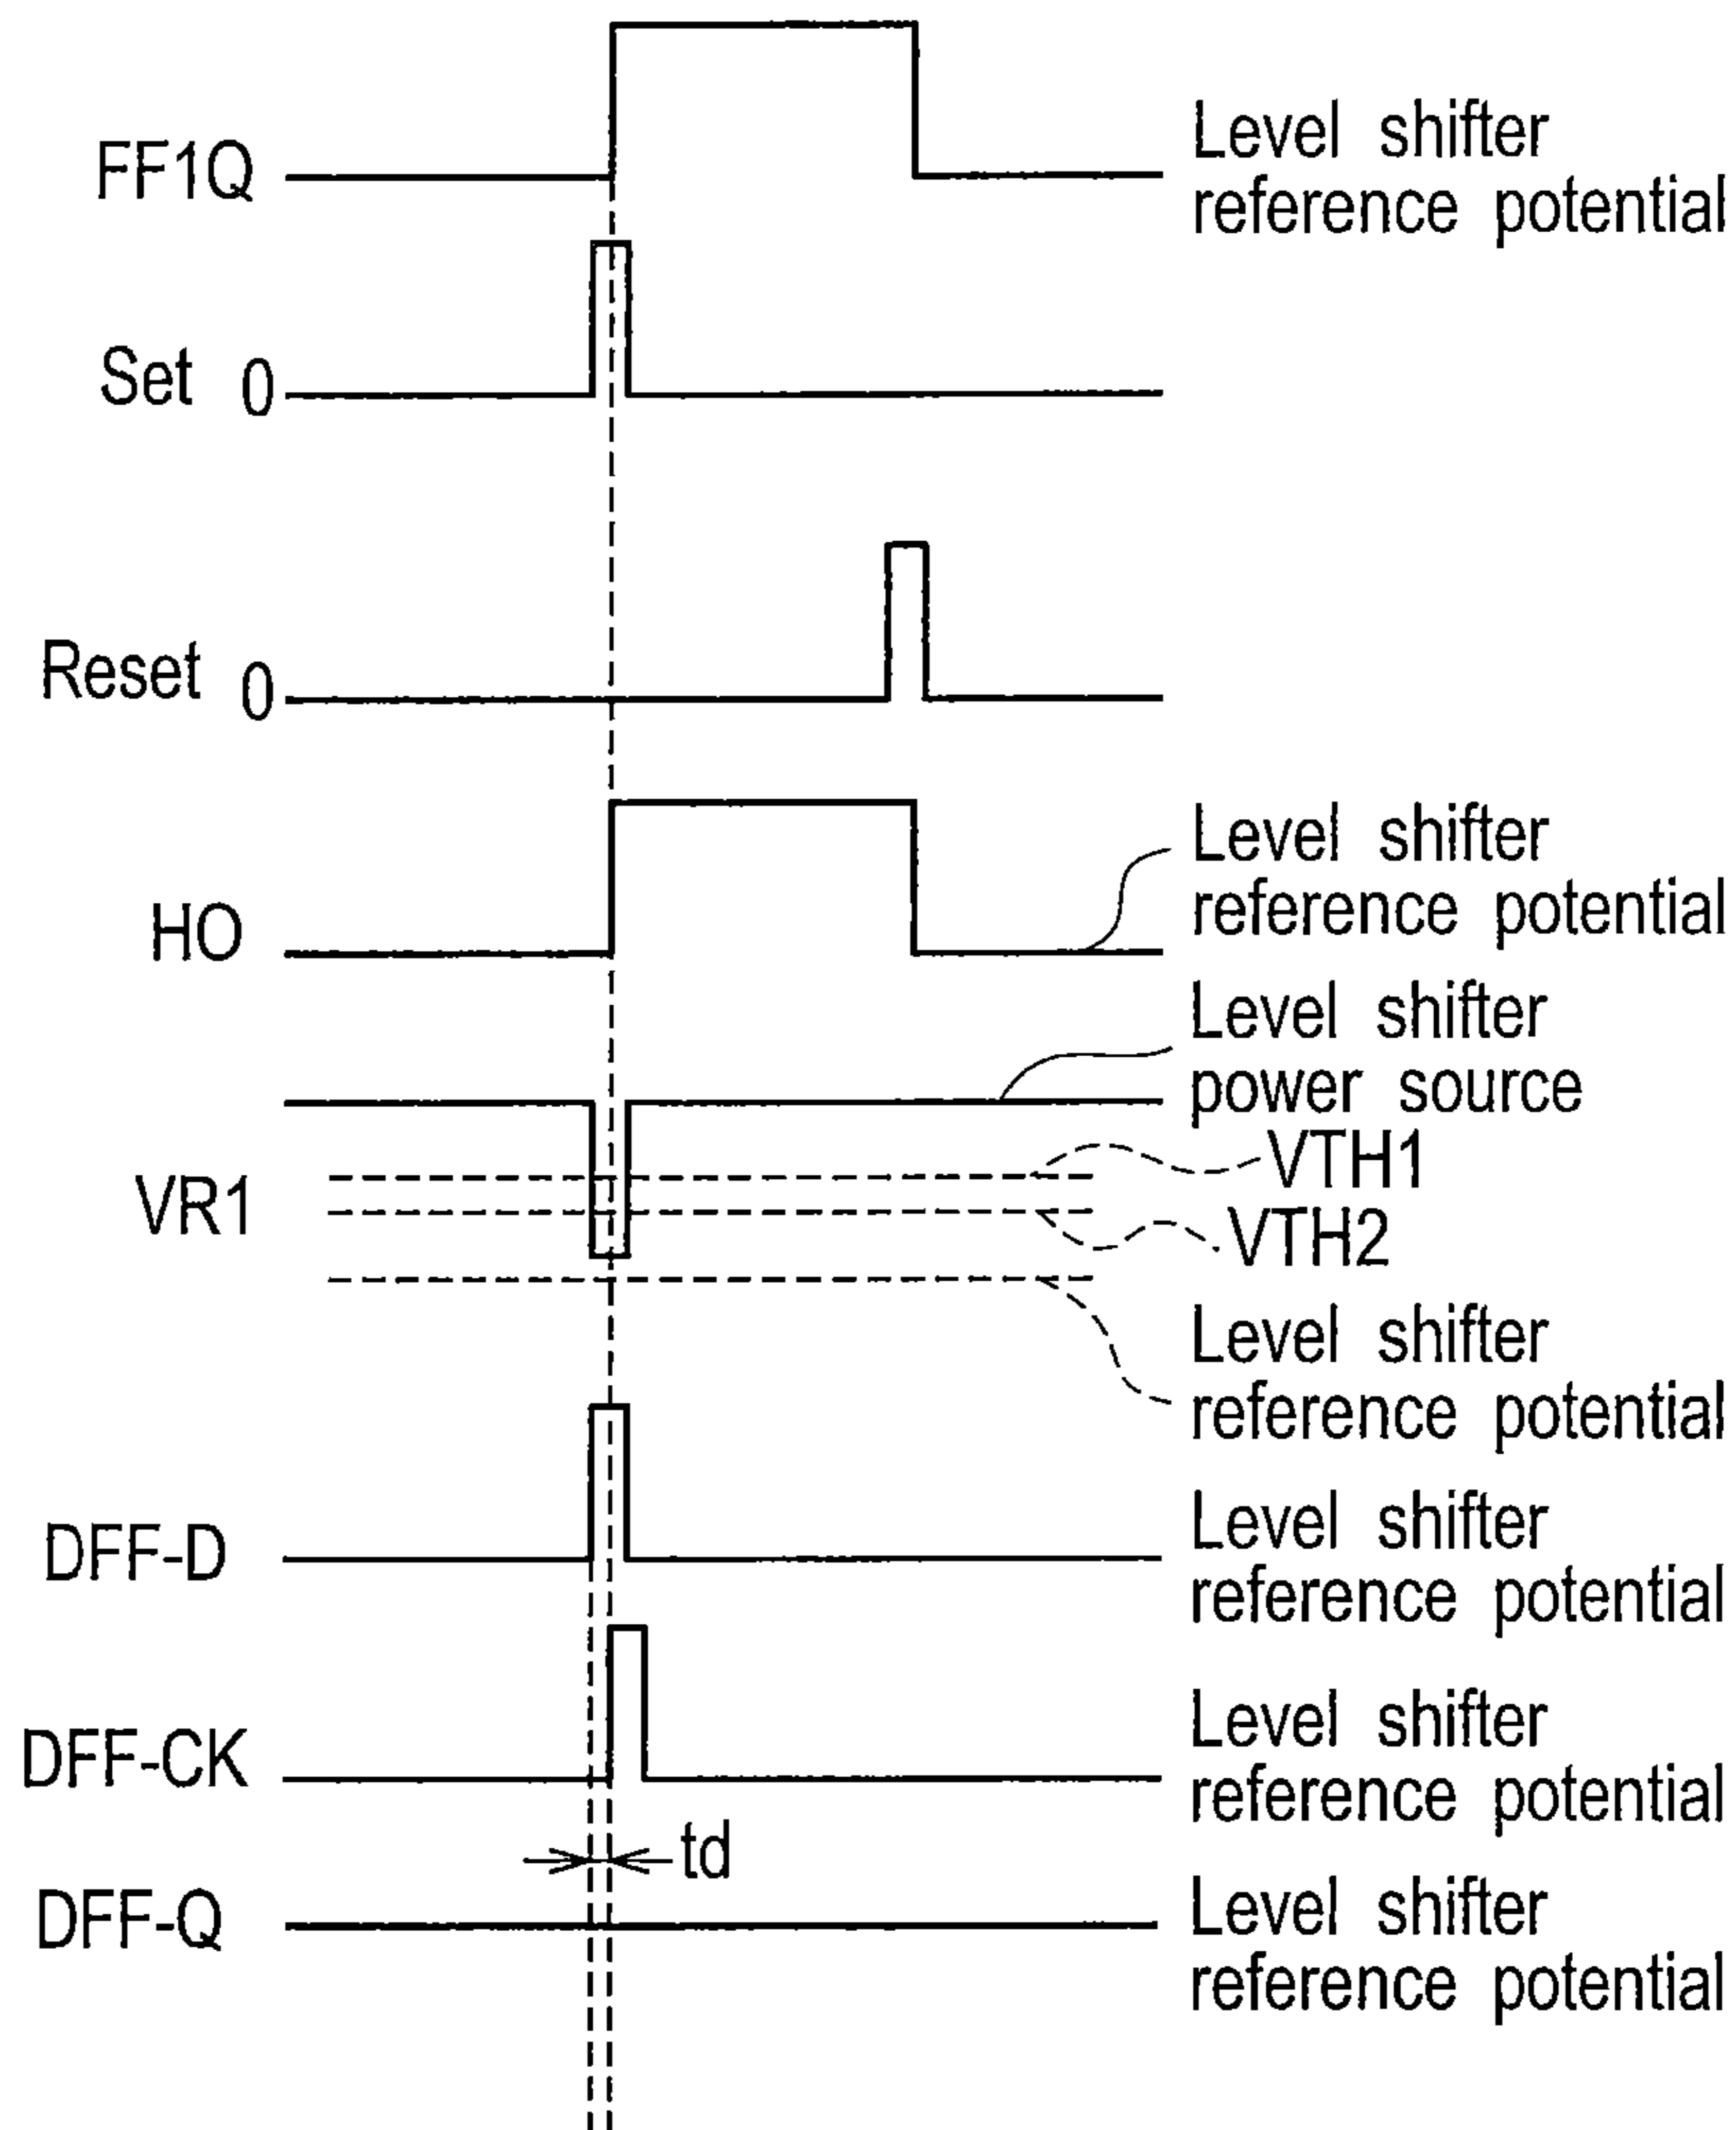 FF1Q
Level shifter
reference potential
Set 0
Reset 0
HO
Level shifter
reference potential
Level shifter
power source
VR1
VTH1
VTH2
Level shifter
reference potential
DFF-D
Level shifter
reference potential
DFF-CK
Level shifter
reference potential
td
DFF-Q
Level shifter
reference potential